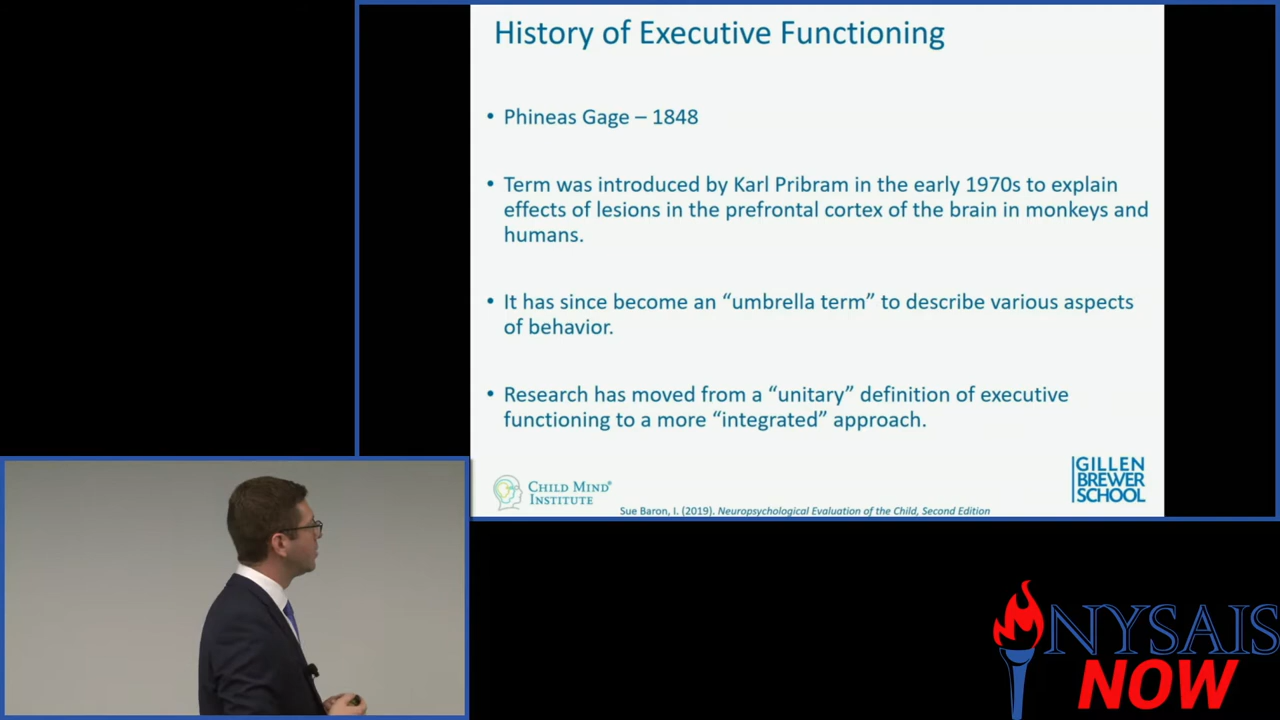 History of Executive Functioning
• Phineas Gage – 1848
• Term was introduced by Karl Pribram in the early 1970s to explain
effects of lesions in the prefrontal cortex of the brain in monkeys and
humans.
• It has since become an “umbrella term” to describe various aspects
of behavior.
• Research has moved from a “unitary” definition of executive
functioning to a more “integrated” approach.
CHILD MIND®
INSTITUTE
GILLEN
BREWER
SCHOOL
Sue Baron, I. (2019). Neuropsychological Evaluation of the Child, Second Edition
NYSAIS
NOW